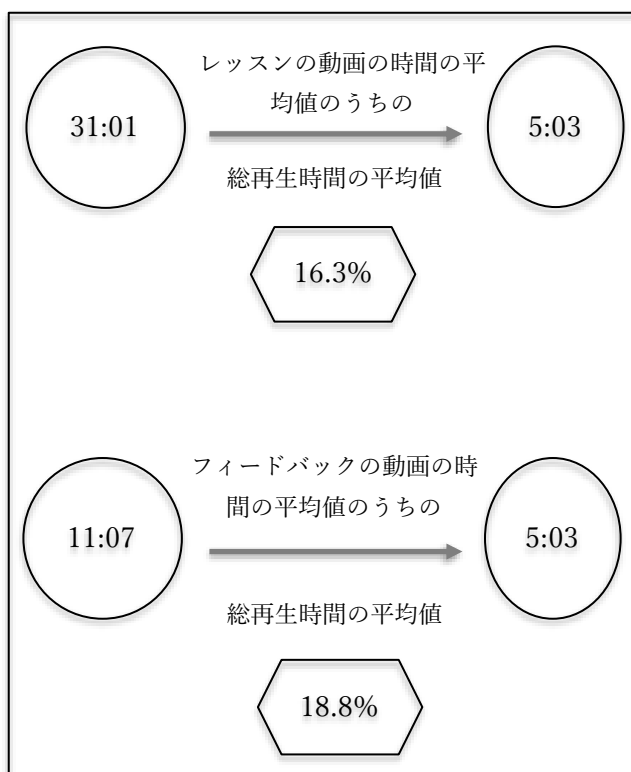 レッスンの動画の時間の平
均値のうちの
31:01
5:03
総再生時間の平均値
16.3%
フィードバックの動画の時
間の平均値のうちの
11:07
5:03
総再生時間の平均値
18.8%